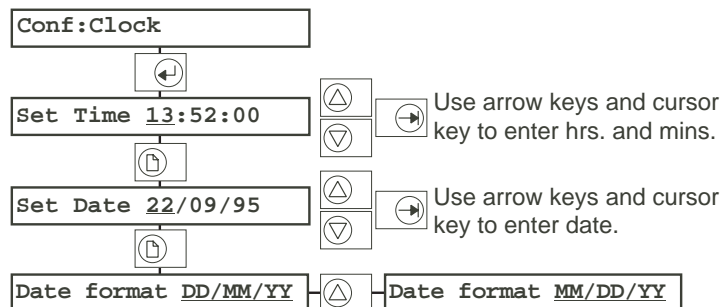 Conf:Clock
Set Time 13:52:00
Use arrow keys and cursor
key to enter hrs. and mins.
Set Date 22/09/95
Use arrow keys and cursor
key to enter date.
Date format DD/MM/YY
Date format MM/DD/YY